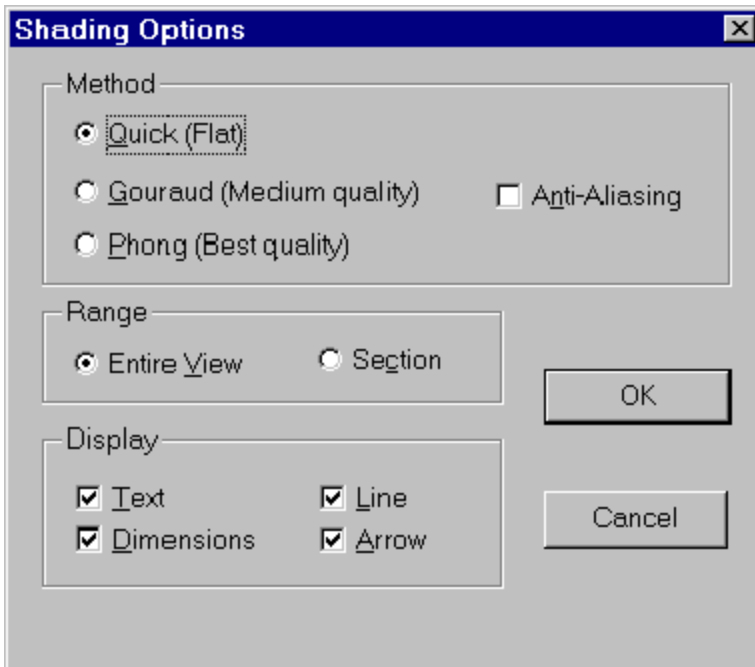 Shading Options
Method
Quick (Flat)
Gouraud (Medium quality)
Anti-Aliasing
Phong (Best quality)
Range
Entire View
Section
OK
Display
Text
Line
Cancel
Dimensions
Arrow